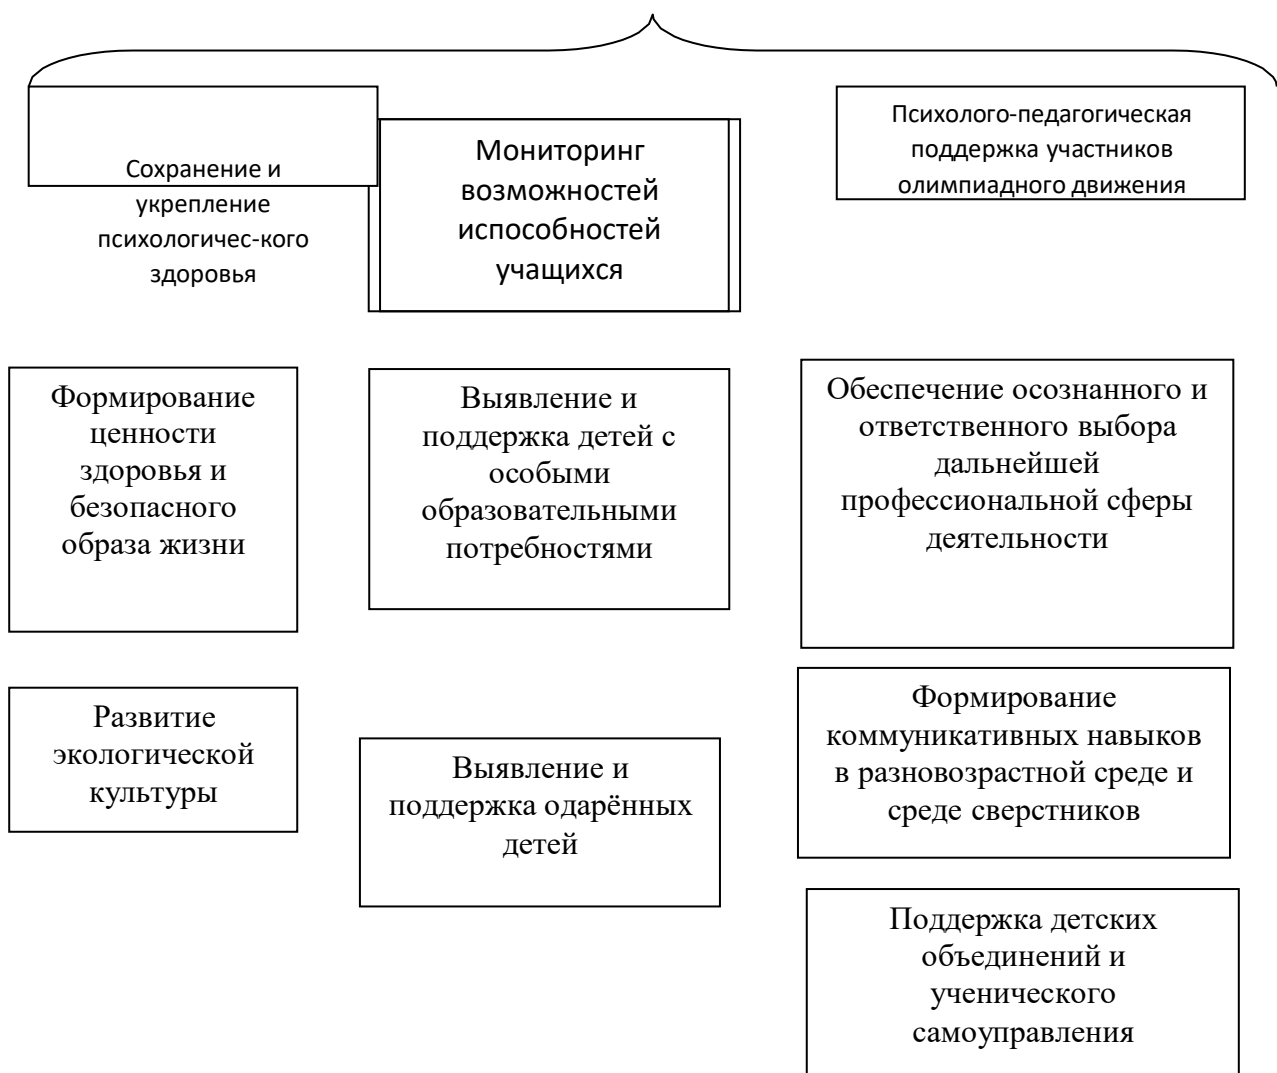 Сохранение и
укрепление
психологичес-кого
здоровья
Мониторинг
возможностей
испособностей
учащихся
Психолого-педагогическая
поддержка участников
олимпиадного движения
Формирование
ценности
здоровья и
безопасного
образа жизни
Выявление и
поддержка детей с
особыми
образовательными
потребностями
Обеспечение осознанного и
ответственного выбора
дальнейшей
профессиональной сферы
деятельности
Развитие
экологической
культуры
Выявление и
поддержка одарённых
детей
Формирование
коммуникативных навыков
в разновозрастной среде и
среде сверстников
Поддержка детских
объединений и
ученического
самоуправления